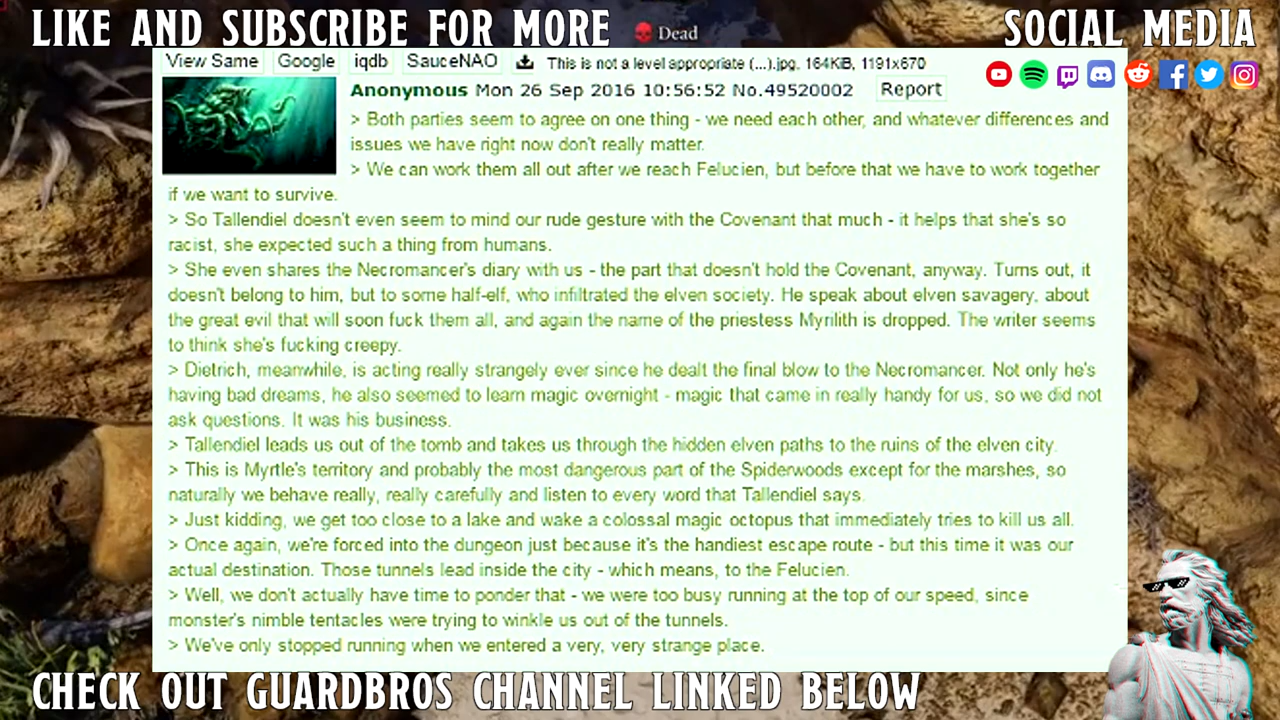 LIKE AND SUBSCRIBE FOR MORE
Dead
SOCIAL MEDIA
View Same Google iqdb SauceNAO This is not a level appropriate (...).jpg, 164KiB, 1191x670
Anonymous Mon 26 Sep 2016 10:56:52 No.49520002 Report
> Both parties seem to agree on one thing - we need each other, and whatever differences and
issues we have right now don't really matter.
> We can work them all out after we reach Felucien, but before that we have to work together
if we want to survive.
> So Tallendiel doesn't even seem to mind our rude gesture with the Covenant that much - it helps that she's so
racist, she expected such a thing from humans.
> She even shares the Necromancer's diary with us - the part that doesn't hold the Covenant, anyway. Turns out, it
doesn't belong to him, but to some half-elf, who infiltrated the elven society. He speak about elven savagery, about
the great evil that will soon fuck them all, and again the name of the priestess Myrilith is dropped. The writer seems
to think she's fucking creepy.
> Dietrich, meanwhile, is acting really strangely ever since he dealt the final blow to the Necromancer. Not only he's
having bad dreams, he also seemed to learn magic overnight - magic that came in really handy for us, so we did not
ask questions. It was his business.
> Tallendiel leads us out of the tomb and takes us through the hidden elven paths to the ruins of the elven city.
> This is Myrtle's territory and probably the most dangerous part of the Spiderwoods except for the marshes, so
naturally we behave really, really carefully and listen to every word that Tallendiel says.
> Just kidding, we get too close to a lake and wake a colossal magic octopus that immediately tries to kill us all.
> Once again, we're forced into the dungeon just because it's the handiest escape route - but this time it was our
actual destination. Those tunnels lead inside the city - which means, to the Felucien.
> Well, we don't actually have time to ponder that - we were too busy running at the top of our speed, since
monster's nimble tentacles were trying to winkle us out of the tunnels.
> We've only stopped running when we entered a very, very strange place.
CHECK OUT GUARDBROS CHANNEL LINKED BELOW